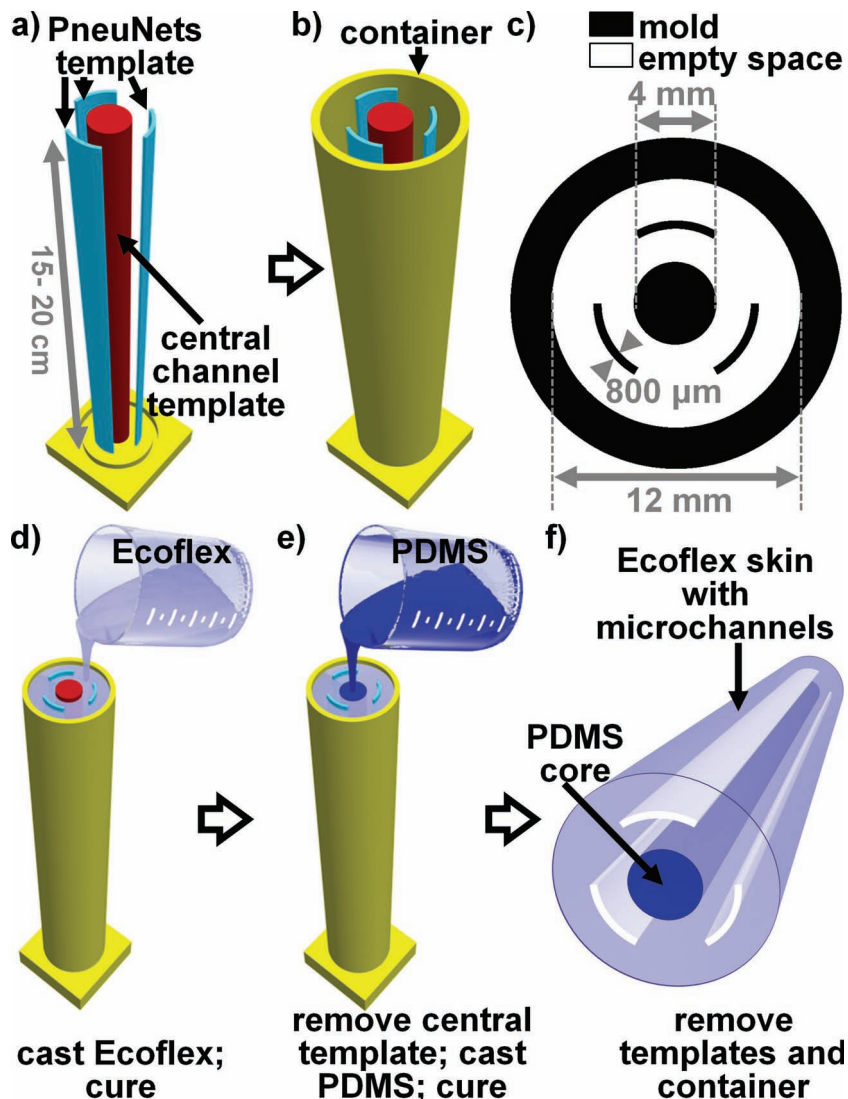 a)
PneuNets
template
15- 20 cm
central
channel
template
b)
container
c)
mold
empty space
4 mm
800 µm
12 mm
d)
Ecoflex
cast Ecoflex;
cure
e)
PDMS
remove central
template; cast
PDMS; cure
f)
Ecoflex skin
with
microchannels
PDMS
core
remove
templates and
container